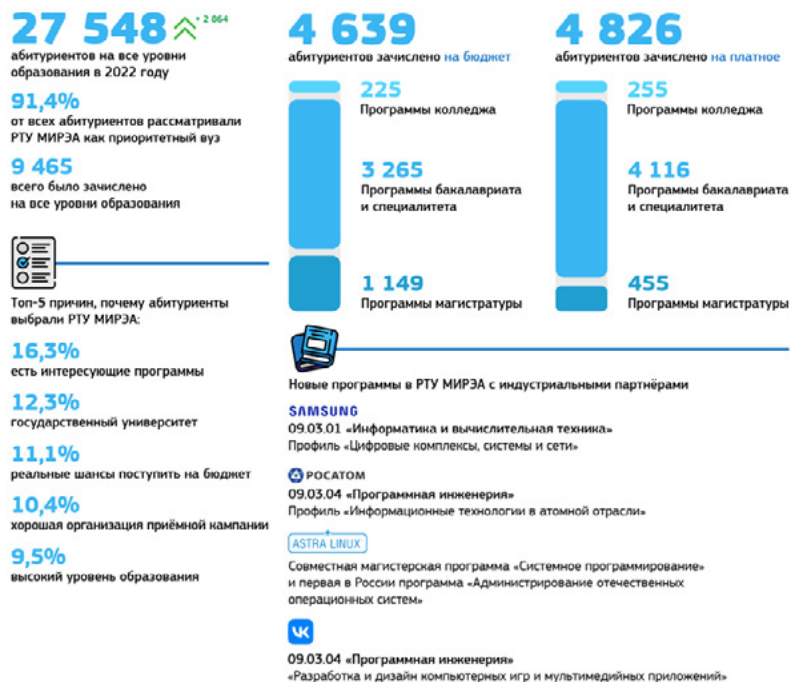 27 548
+ 2 064
абитуриентов на все уровни
образования в 2022 году
91,4%
от всех абитуриентов рассматривали
РТУ МИРЭА как приоритетный вуз
9 465
всего было зачислено
на все уровни образования
Топ-5 причин, почему абитуриенты
выбрали РТУ МИРЭА:
16,3%
есть интересующие программы
12,3%
государственный университет
11,1%
реальные шансы поступить на бюджет
10,4%
хорошая организация приёмной кампании
9,5%
высокий уровень образования
4 639
абитуриентов зачислено на бюджет
225
Программы колледжа
3 265
Программы бакалавриата
и специалитета
1 149
Программы магистратуры
4 826
абитуриентов зачислено на платное
255
Программы колледжа
4 116
Программы бакалавриата
и специалитета
455
Программы магистратуры
Новые программы в РТУ МИРЭА с индустриальными партнёрами
SAMSUNG
09.03.01 «Информатика и вычислительная техника»
Профиль «Цифровые комплексы, системы и сети»
РОСАТОМ
09.03.04 «Программная инженерия»
Профиль «Информационные технологии в атомной отрасли»
ASTRA LINUX
Совместная магистерская программа «Системное программирование»
и первая в России программа «Администрирование отечественных
операционных систем»
VK
09.03.04 «Программная инженерия»
«Разработка и дизайн компьютерных игр и мультимедийных приложений»